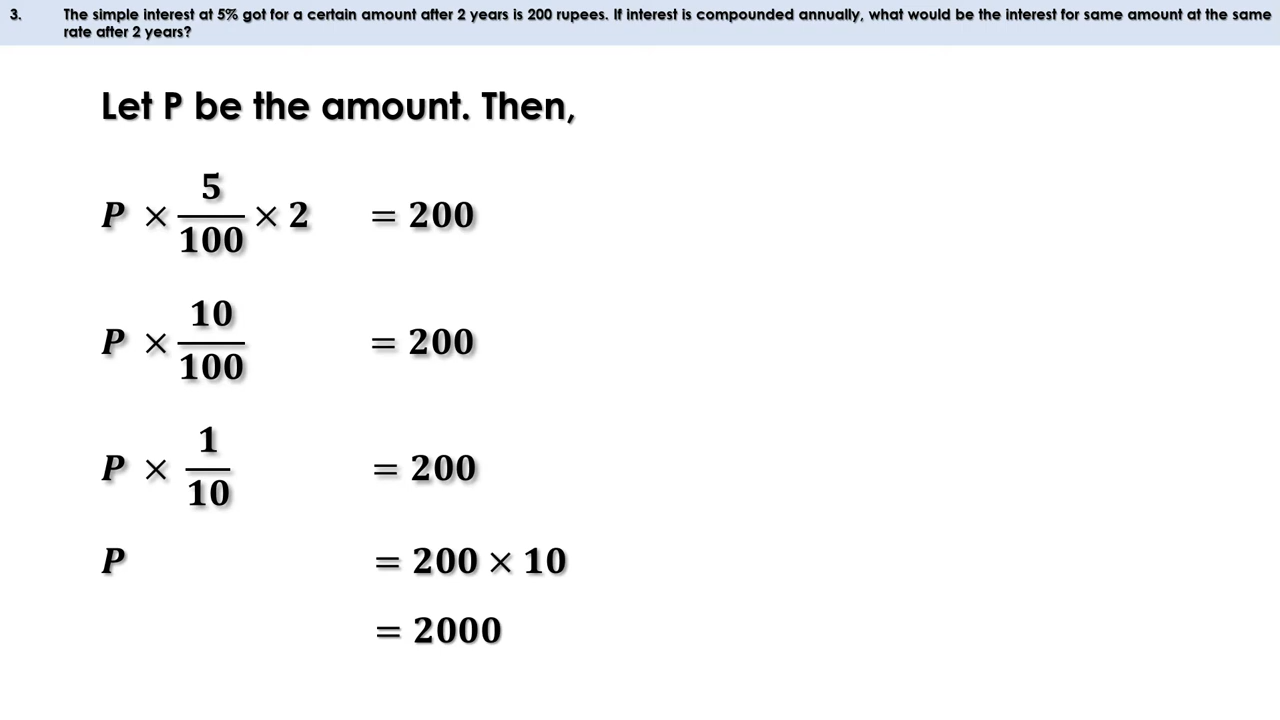 3. The simple interest at 5% got for a certain amount after 2 years is 200 rupees. If interest is compounded annually, what would be the interest for same amount at the same
rate after 2 years?
Let P be the amount. Then,
P × 5/100 × 2 = 200
P × 10/100 = 200
P × 1/10 = 200
P = 200 × 10
= 2000